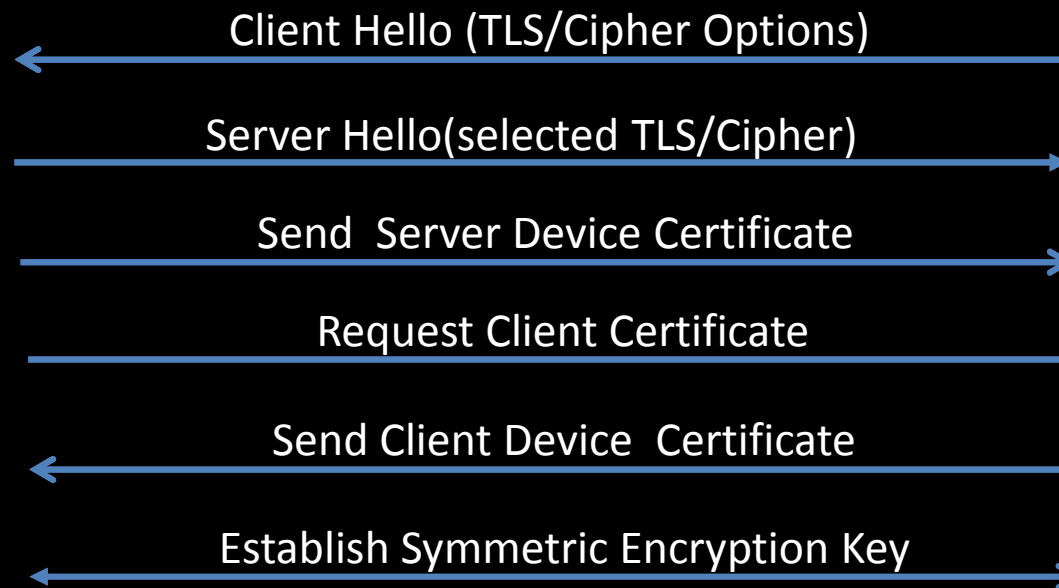 Client Hello (TLS/Cipher Options)
Server Hello(selected TLS/Cipher)
Send  Server Device Certificate
Request Client Certificate
Send Client Device  Certificate
Establish Symmetric Encryption Key